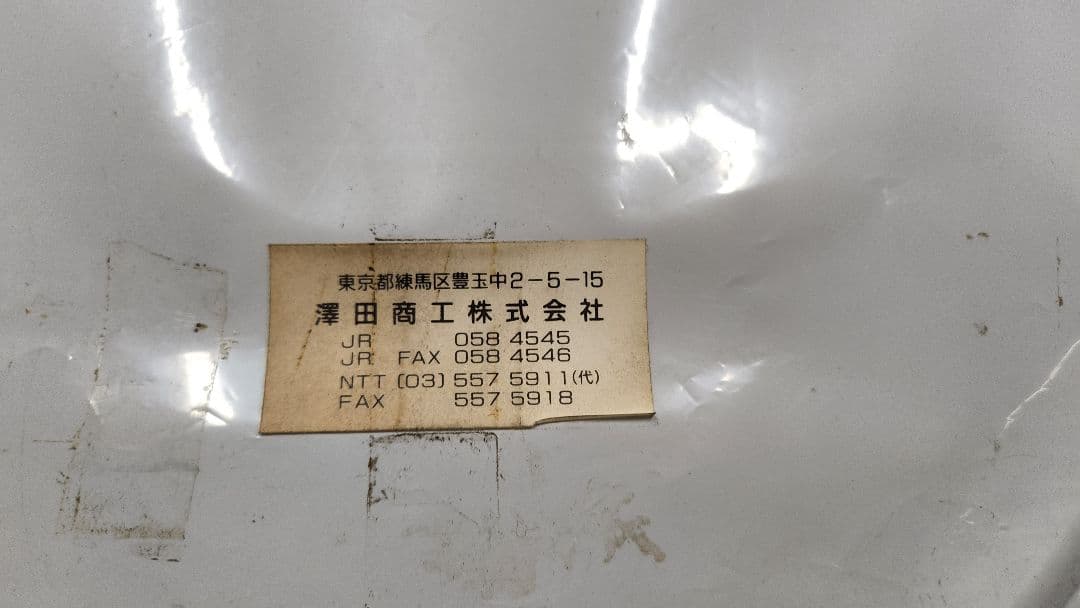 東京都練馬区豊玉中2-5-15
澤田商工株式会社
JR 058 4545
JR FAX 058 4546
NTT (03) 557 5911(代)
FAX 557 5918